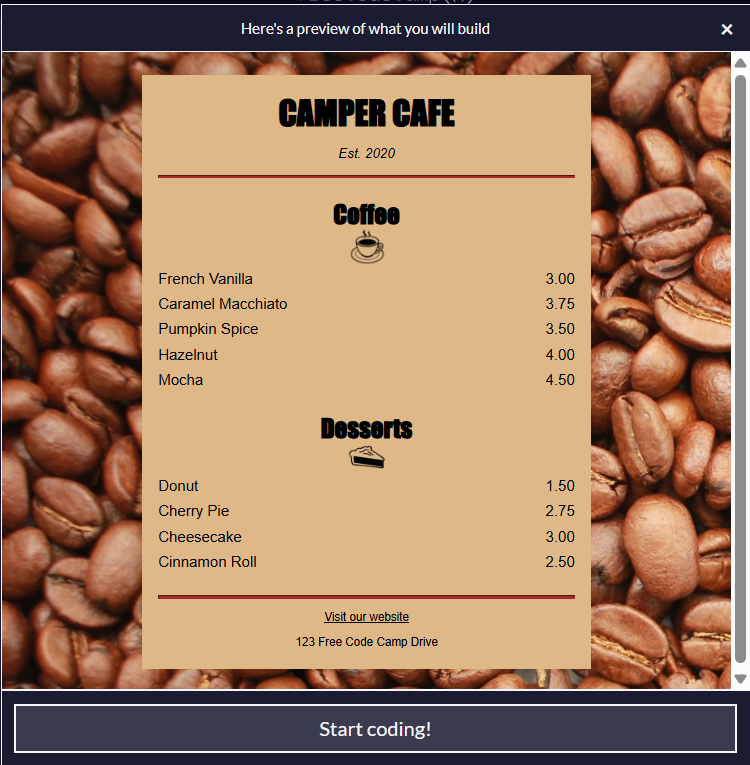 Here's a preview of what you will build ×
CAMPER CAFE
Est. 2020
Coffee
French Vanilla 3.00
Caramel Macchiato 3.75
Pumpkin Spice 3.50
Hazelnut 4.00
Mocha 4.50
Desserts
Donut 1.50
Cherry Pie 2.75
Cheesecake 3.00
Cinnamon Roll 2.50
Visit our website
123 Free Code Camp Drive
Start coding!